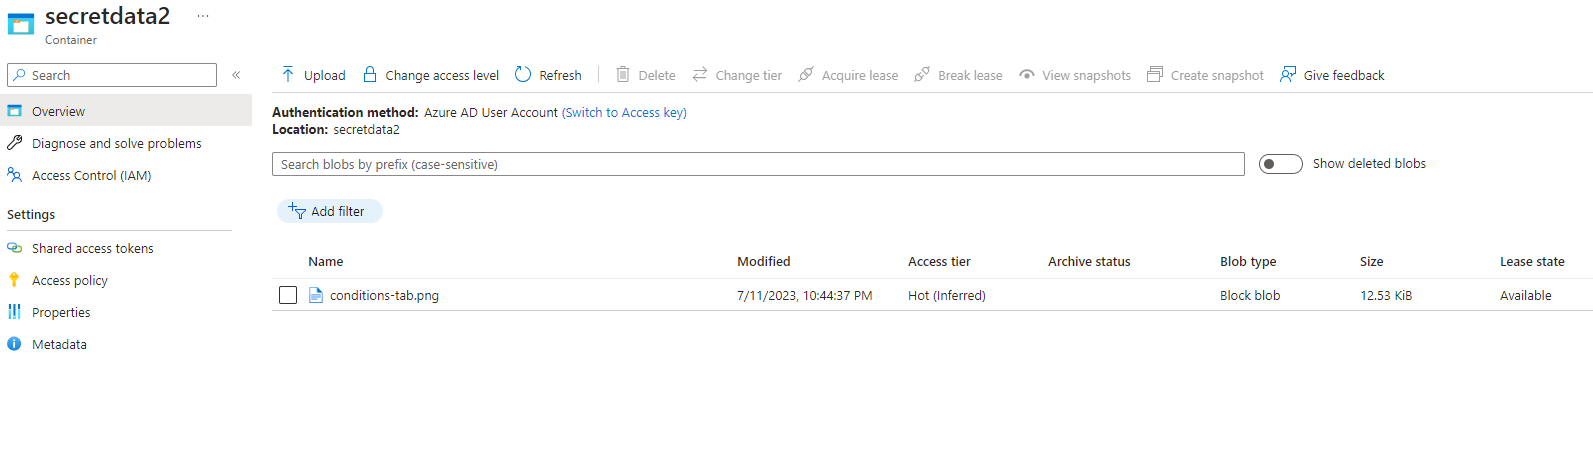 secretdata2 ...
Container
Search
«
Overview
Diagnose and solve problems
Access Control (IAM)
Settings
Shared access tokens
Access policy
Properties
Metadata
Upload Change access level Refresh Delete Change tier Acquire lease Break lease View snapshots Create snapshot Give feedback
Authentication method: Azure AD User Account (Switch to Access key)
Location: secretdata2
Search blobs by prefix (case-sensitive) Show deleted blobs
Add filter
Name Modified Access tier Archive status Blob type Size Lease state
conditions-tab.png 7/11/2023, 10:44:37 PM Hot (Inferred) Block blob 12.53 KiB Available